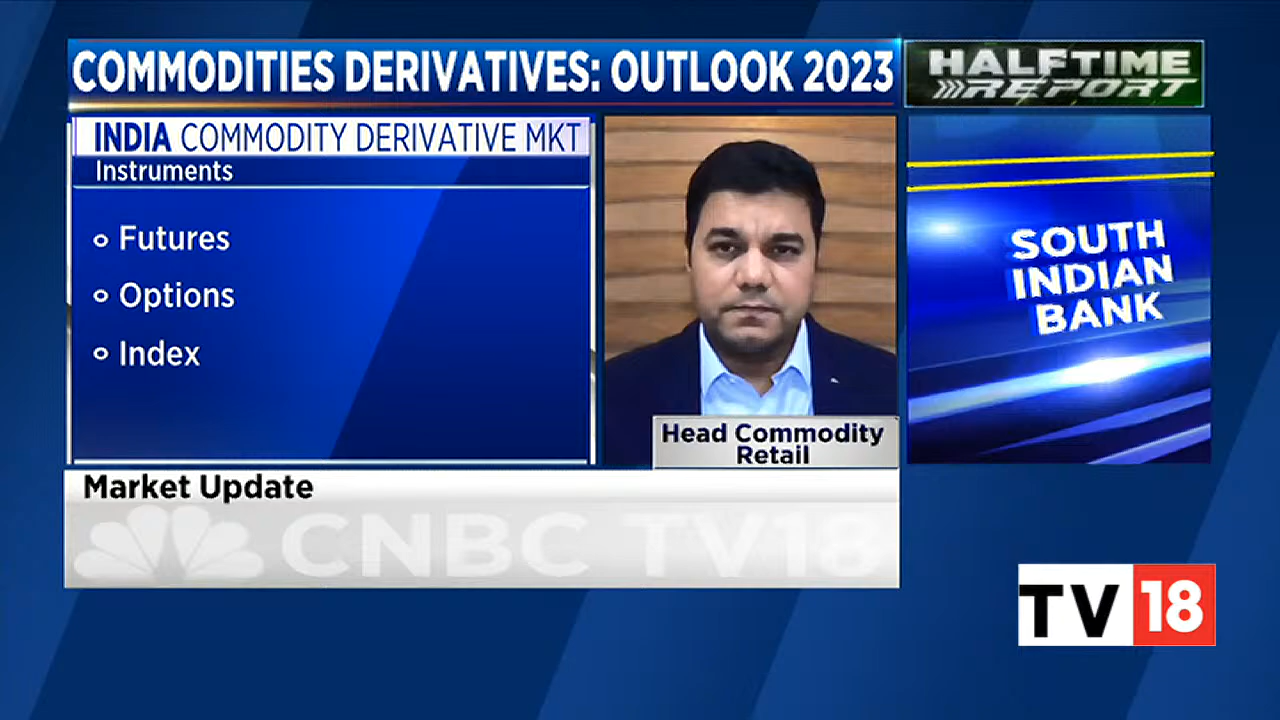 COMMODITIES DERIVATIVES: OUTLOOK 2023
HALFTIME
REPORT
INDIA COMMODITY DERIVATIVE MKT
Instruments
Futures
Options
Index
Head Commodity
Retail
SOUTH
INDIAN
BANK
Market Update
CNBC TV18
TV18